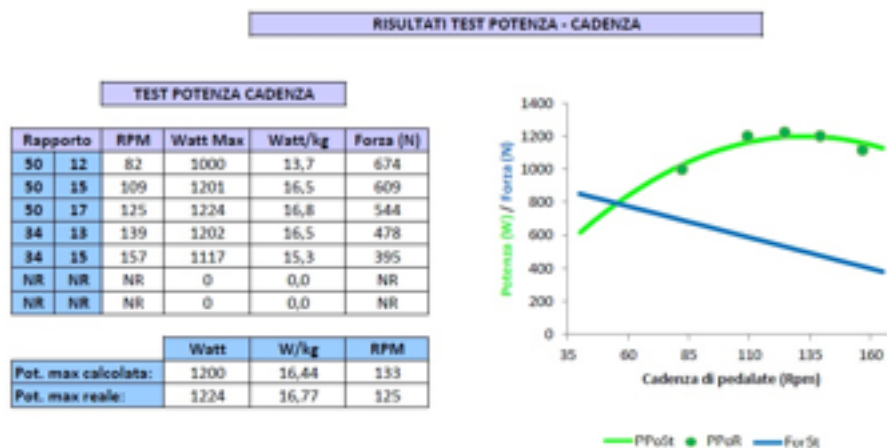 RISULTATI TEST POTENZA - CADENZA
TEST POTENZA CADENZA
Rapporto RPM Watt Max Watt/kg Forza (N)
50 12 82 1000 13,7 674
50 15 109 1201 16,5 609
50 17 125 1224 16,8 544
34 13 139 1202 16,5 478
34 15 157 1117 15,3 395
NR NR NR 0 0,0 NR
NR NR NR 0 0,0 NR
Watt W/kg RPM
Pot. max calcolata: 1200 16,44 133
Pot. max reale: 1224 16,77 125
Potenza (W) / Forza (N)
1400
1200
1000
800
600
400
200
0
35 60 85 110 135 160
Cadenza di pedalate (Rpm)
PPoSt PPoR ForSt